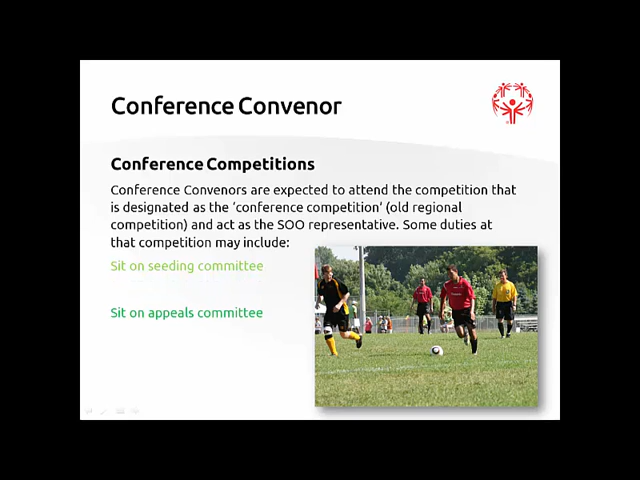 Conference Convenor
Conference Competitions
Conference Convenors are expected to attend the competition that
is designated as the ‘conference competition’ (old regional
competition) and act as the SOO representative. Some duties at
that competition may include:
Sit on seeding committee
Sit on appeals committee